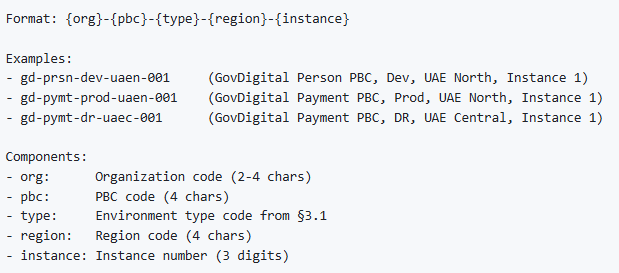 Format: {org}-{pbc}-{type}-{region}-{instance}

Examples:
- gd-prsn-dev-uaen-001     (GovDigital Person PBC, Dev, UAE North, Instance 1)
- gd-pymt-prod-uaen-001    (GovDigital Payment PBC, Prod, UAE North, Instance 1)
- gd-pymt-dr-uaec-001      (GovDigital Payment PBC, DR, UAE Central, Instance 1)

Components:
- org:      Organization code (2-4 chars)
- pbc:      PBC code (4 chars)
- type:     Environment type code from §3.1
- region:   Region code (4 chars)
- instance: Instance number (3 digits)